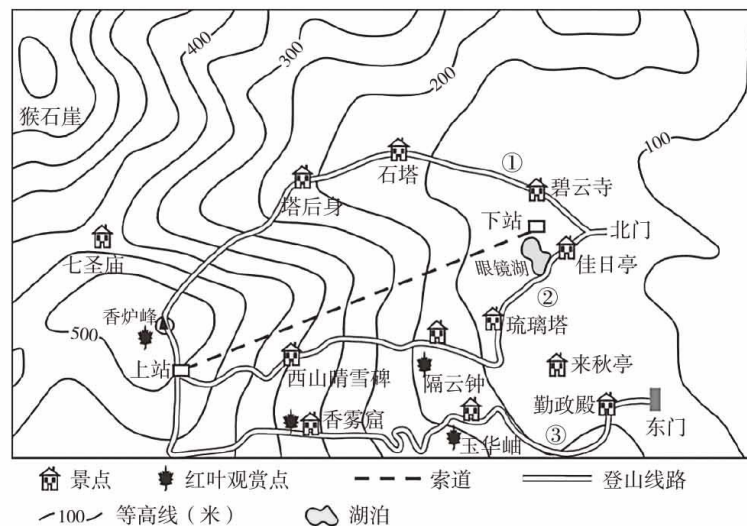 400
300
200
100
猴石崖
石塔
①
碧云寺
塔后身
下站
北门
七圣庙
眼镜湖
佳日亭
②
香炉峰
琉璃塔
500
上站
西山晴雪碑
隔云钟
来秋亭
香雾窟
勤政殿
玉华岫
③
东门
景点 红叶观赏点 索道 登山线路
100 等高线（米） 湖泊